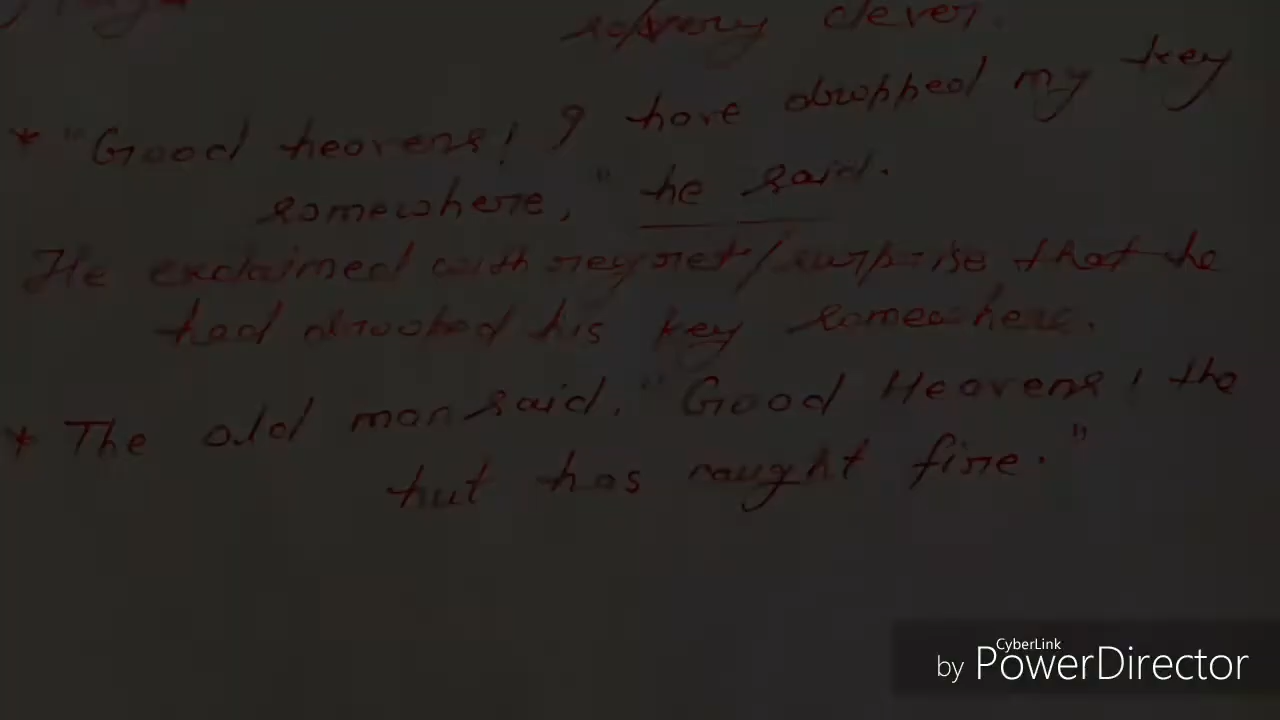 very clever.
* "Good heavens! I have dropped my key
somewhere," he said.
He exclaimed with regret/surprise that he
had dropped his key somewhere.
* The old man said, "Good Heavens! the
hut has caught fire."
CyberLink
by PowerDirector